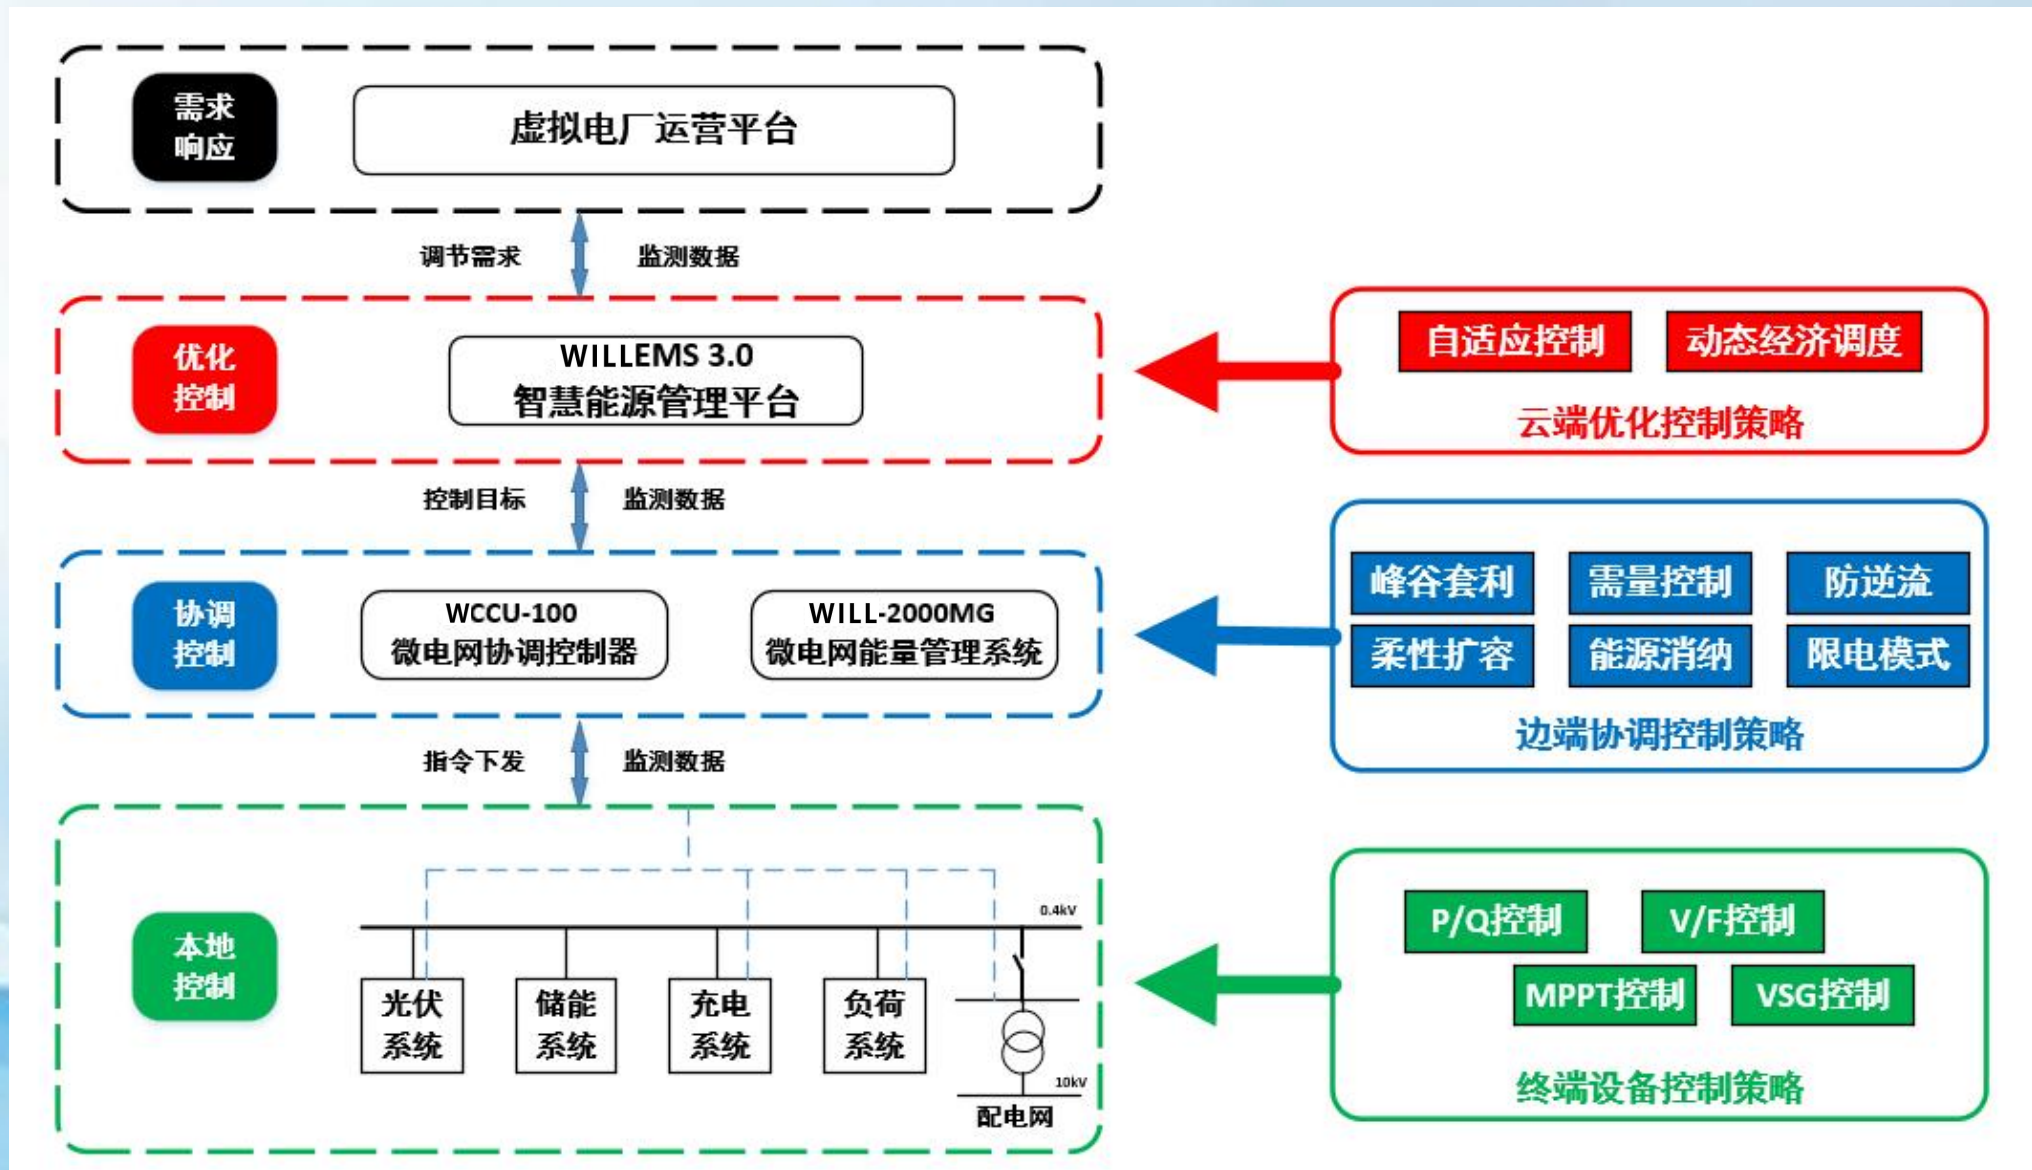 需求
响应
虚拟电厂运营平台
调节需求
监测数据
优化
控制
WILLEMS 3.0
智慧能源管理平台
自适应控制
动态经济调度
云端优化控制策略
控制目标
监测数据
协调
控制
WCCU-100
微电网协调控制器
WILL-2000MG
微电网能量管理系统
峰谷套利
需量控制
防逆流
柔性扩容
能源消纳
限电模式
边端协调控制策略
指令下发
监测数据
本地
控制
0.4kV
光伏
系统
储能
系统
充电
系统
负荷
系统
10kV
配电网
P/Q控制
V/F控制
MPPT控制
VSG控制
终端设备控制策略